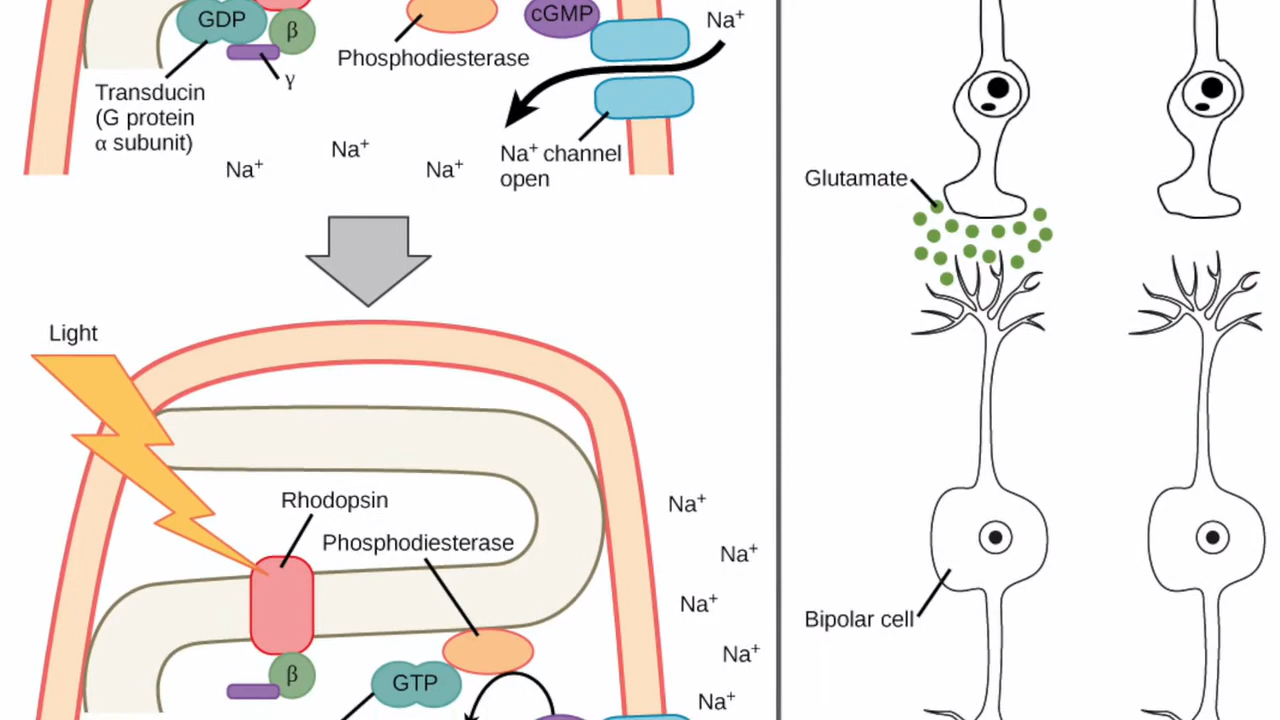 GDP
β
cGMP
Na⁺
Phosphodiesterase
γ
Transducin
(G protein
α subunit)
Na⁺
Na⁺
Na⁺
Na⁺ channel
open
Light
Rhodopsin
Phosphodiesterase
Na⁺
Na⁺
Na⁺
Na⁺
Na⁺
β
GTP
Glutamate
Bipolar cell